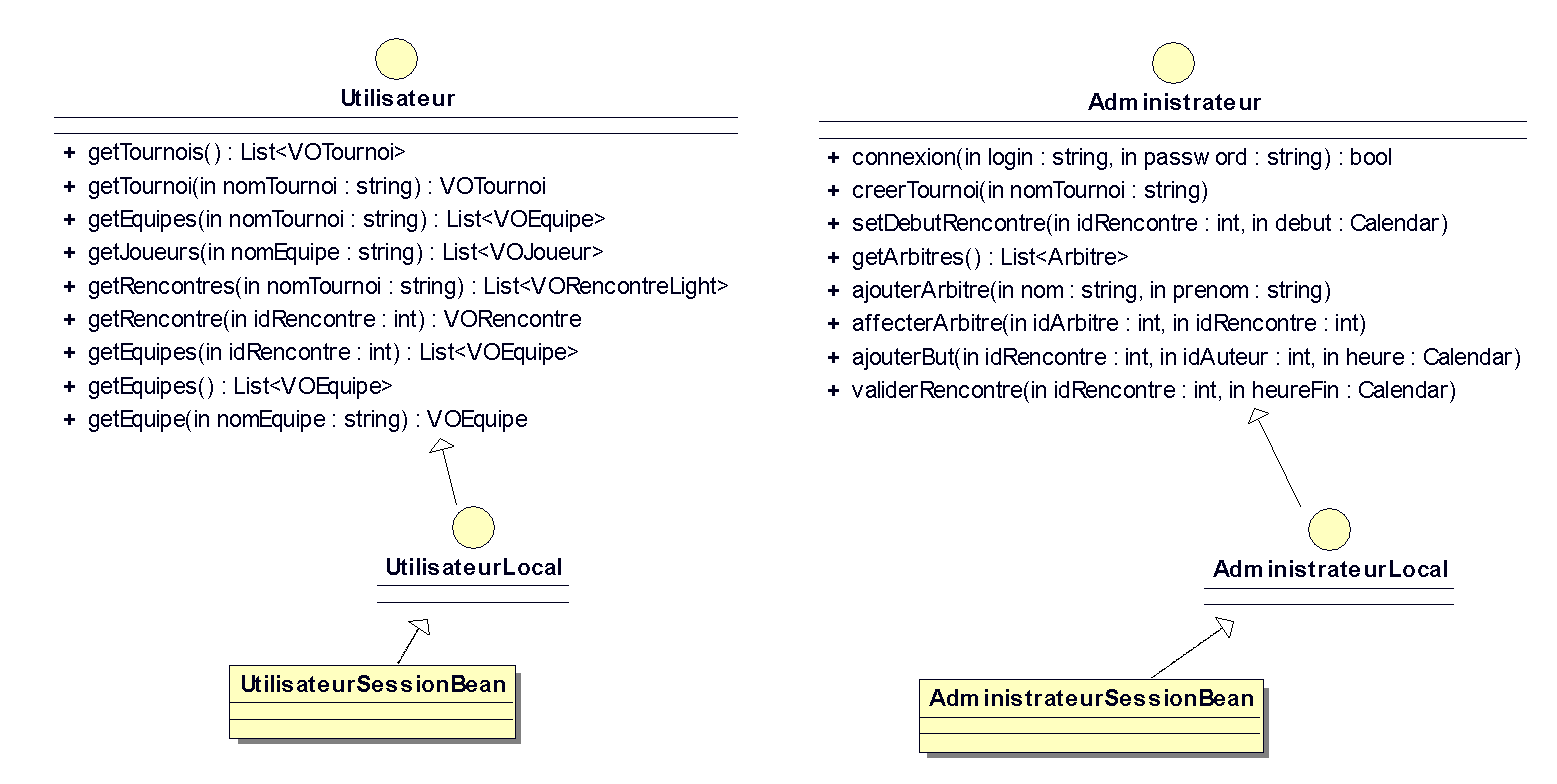 Utilisateur
+ getTournois() : List<VOTournoi>
+ getTournoi(in nomTournoi : string) : VOTournoi
+ getEquipes(in nomTournoi : string) : List<VOEquipe>
+ getJoueurs(in nomEquipe : string) : List<VOJoueur>
+ getRencontres(in nomTournoi : string) : List<VORencontreLight>
+ getRencontre(in idRencontre : int) : VORencontre
+ getEquipes(in idRencontre : int) : List<VOEquipe>
+ getEquipes() : List<VOEquipe>
+ getEquipe(in nomEquipe : string) : VOEquipe
UtilisateurLocal
UtilisateurSessionBean
Administrateur
+ connexion(in login : string, in password : string) : bool
+ creerTournoi(in nomTournoi : string)
+ setDebutRencontre(in idRencontre : int, in debut : Calendar)
+ getArbitres() : List<Arbitre>
+ ajouterArbitre(in nom : string, in prenom : string)
+ affecterArbitre(in idArbitre : int, in idRencontre : int)
+ ajouterBut(in idRencontre : int, in idAuteur : int, in heure : Calendar)
+ validerRencontre(in idRencontre : int, in heureFin : Calendar)
AdministrateurLocal
AdministrateurSessionBean